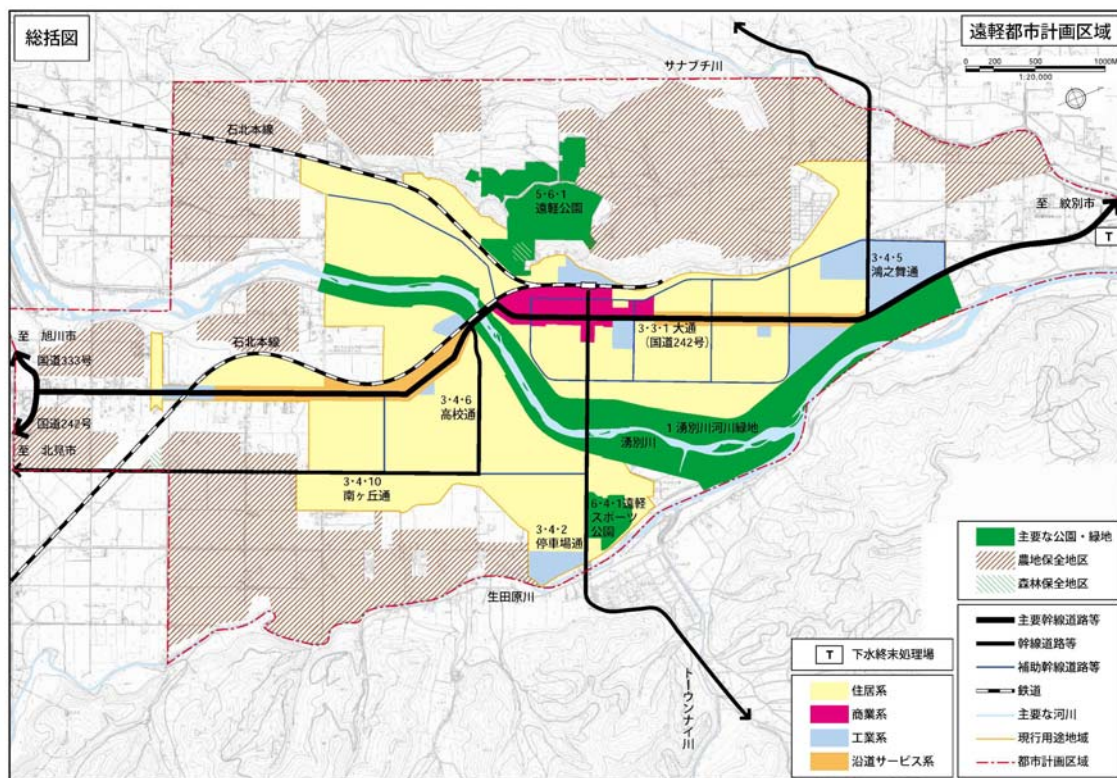 総括図
遠軽都市計画区域
0 200 500 1000M
1:20,000
サナブチ川
石北本線
5・6・1
遠軽公園
至 紋別市
T
3・4・5
鴻之舞通
3・3・1 大通
(国道242号)
至 旭川市
国道333号
石北本線
国道242号
至 北見市
3・4・6
高校通
1 湧別川河川緑地
湧別川
3・4・10
南ヶ丘通
6・4・1遠軽
スポーツ
公園
3・4・2
停車場通
生田原川
トーウンナイ川
T 下水終末処理場
住居系
商業系
工業系
沿道サービス系
主要な公園・緑地
農地保全地区
森林保全地区
主要幹線道路等
幹線道路等
補助幹線道路等
鉄道
主要な河川
現行用途地域
都市計画区域